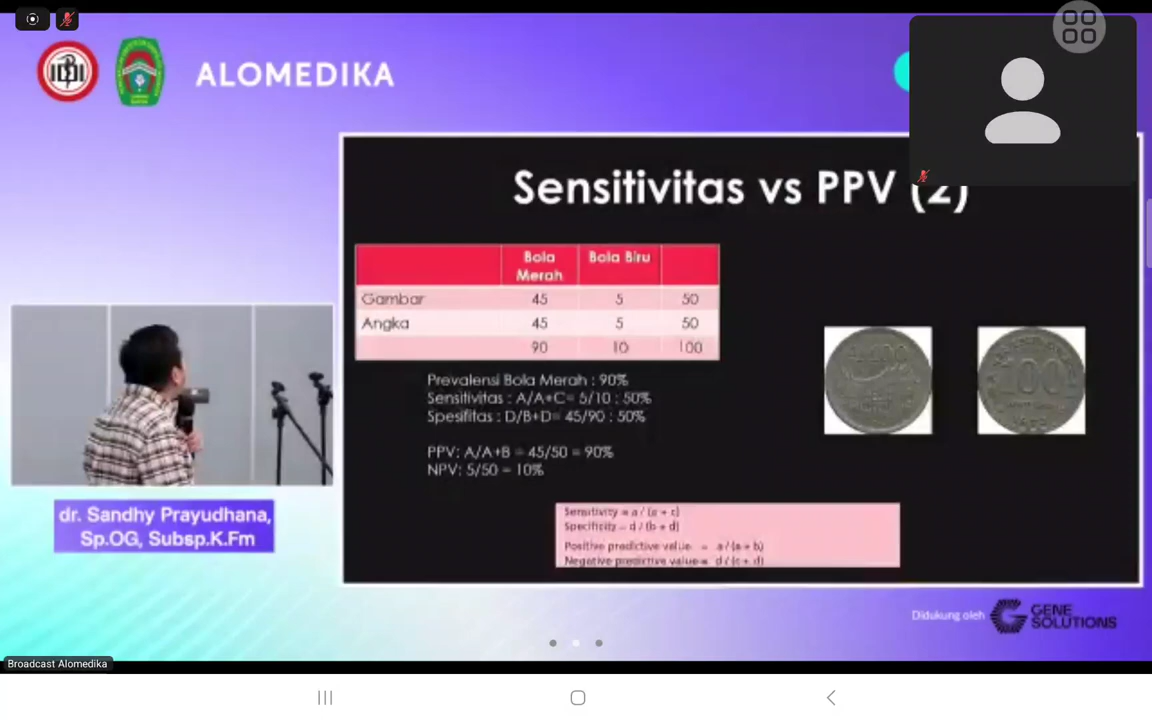 IDI
ALOMEDIKA
Sensitivitas vs PPV (2)
Bola Merah
Bola Biru
Gambar 45 5 50
Angka 45 5 50
90 10 100
Prevalensi Bola Merah : 90%
Sensitivitas : A/A+C= 5/10 : 50%
Spesifitas : D/B+D= 45/90 : 50%
PPV: A/A+B = 45/50 = 90%
NPV: 5/50 = 10%
100
Sensitivity = a / (a + c)
Specificity = d / (b + d)
Positive predictive value = a / (a + b)
Negative predictive value = d / (c + d)
dr. Sandhy Prayudhana,
Sp.OG, Subsp.K.Fm
Didukung oleh
GENE
SOLUTIONS
Broadcast Alomedika